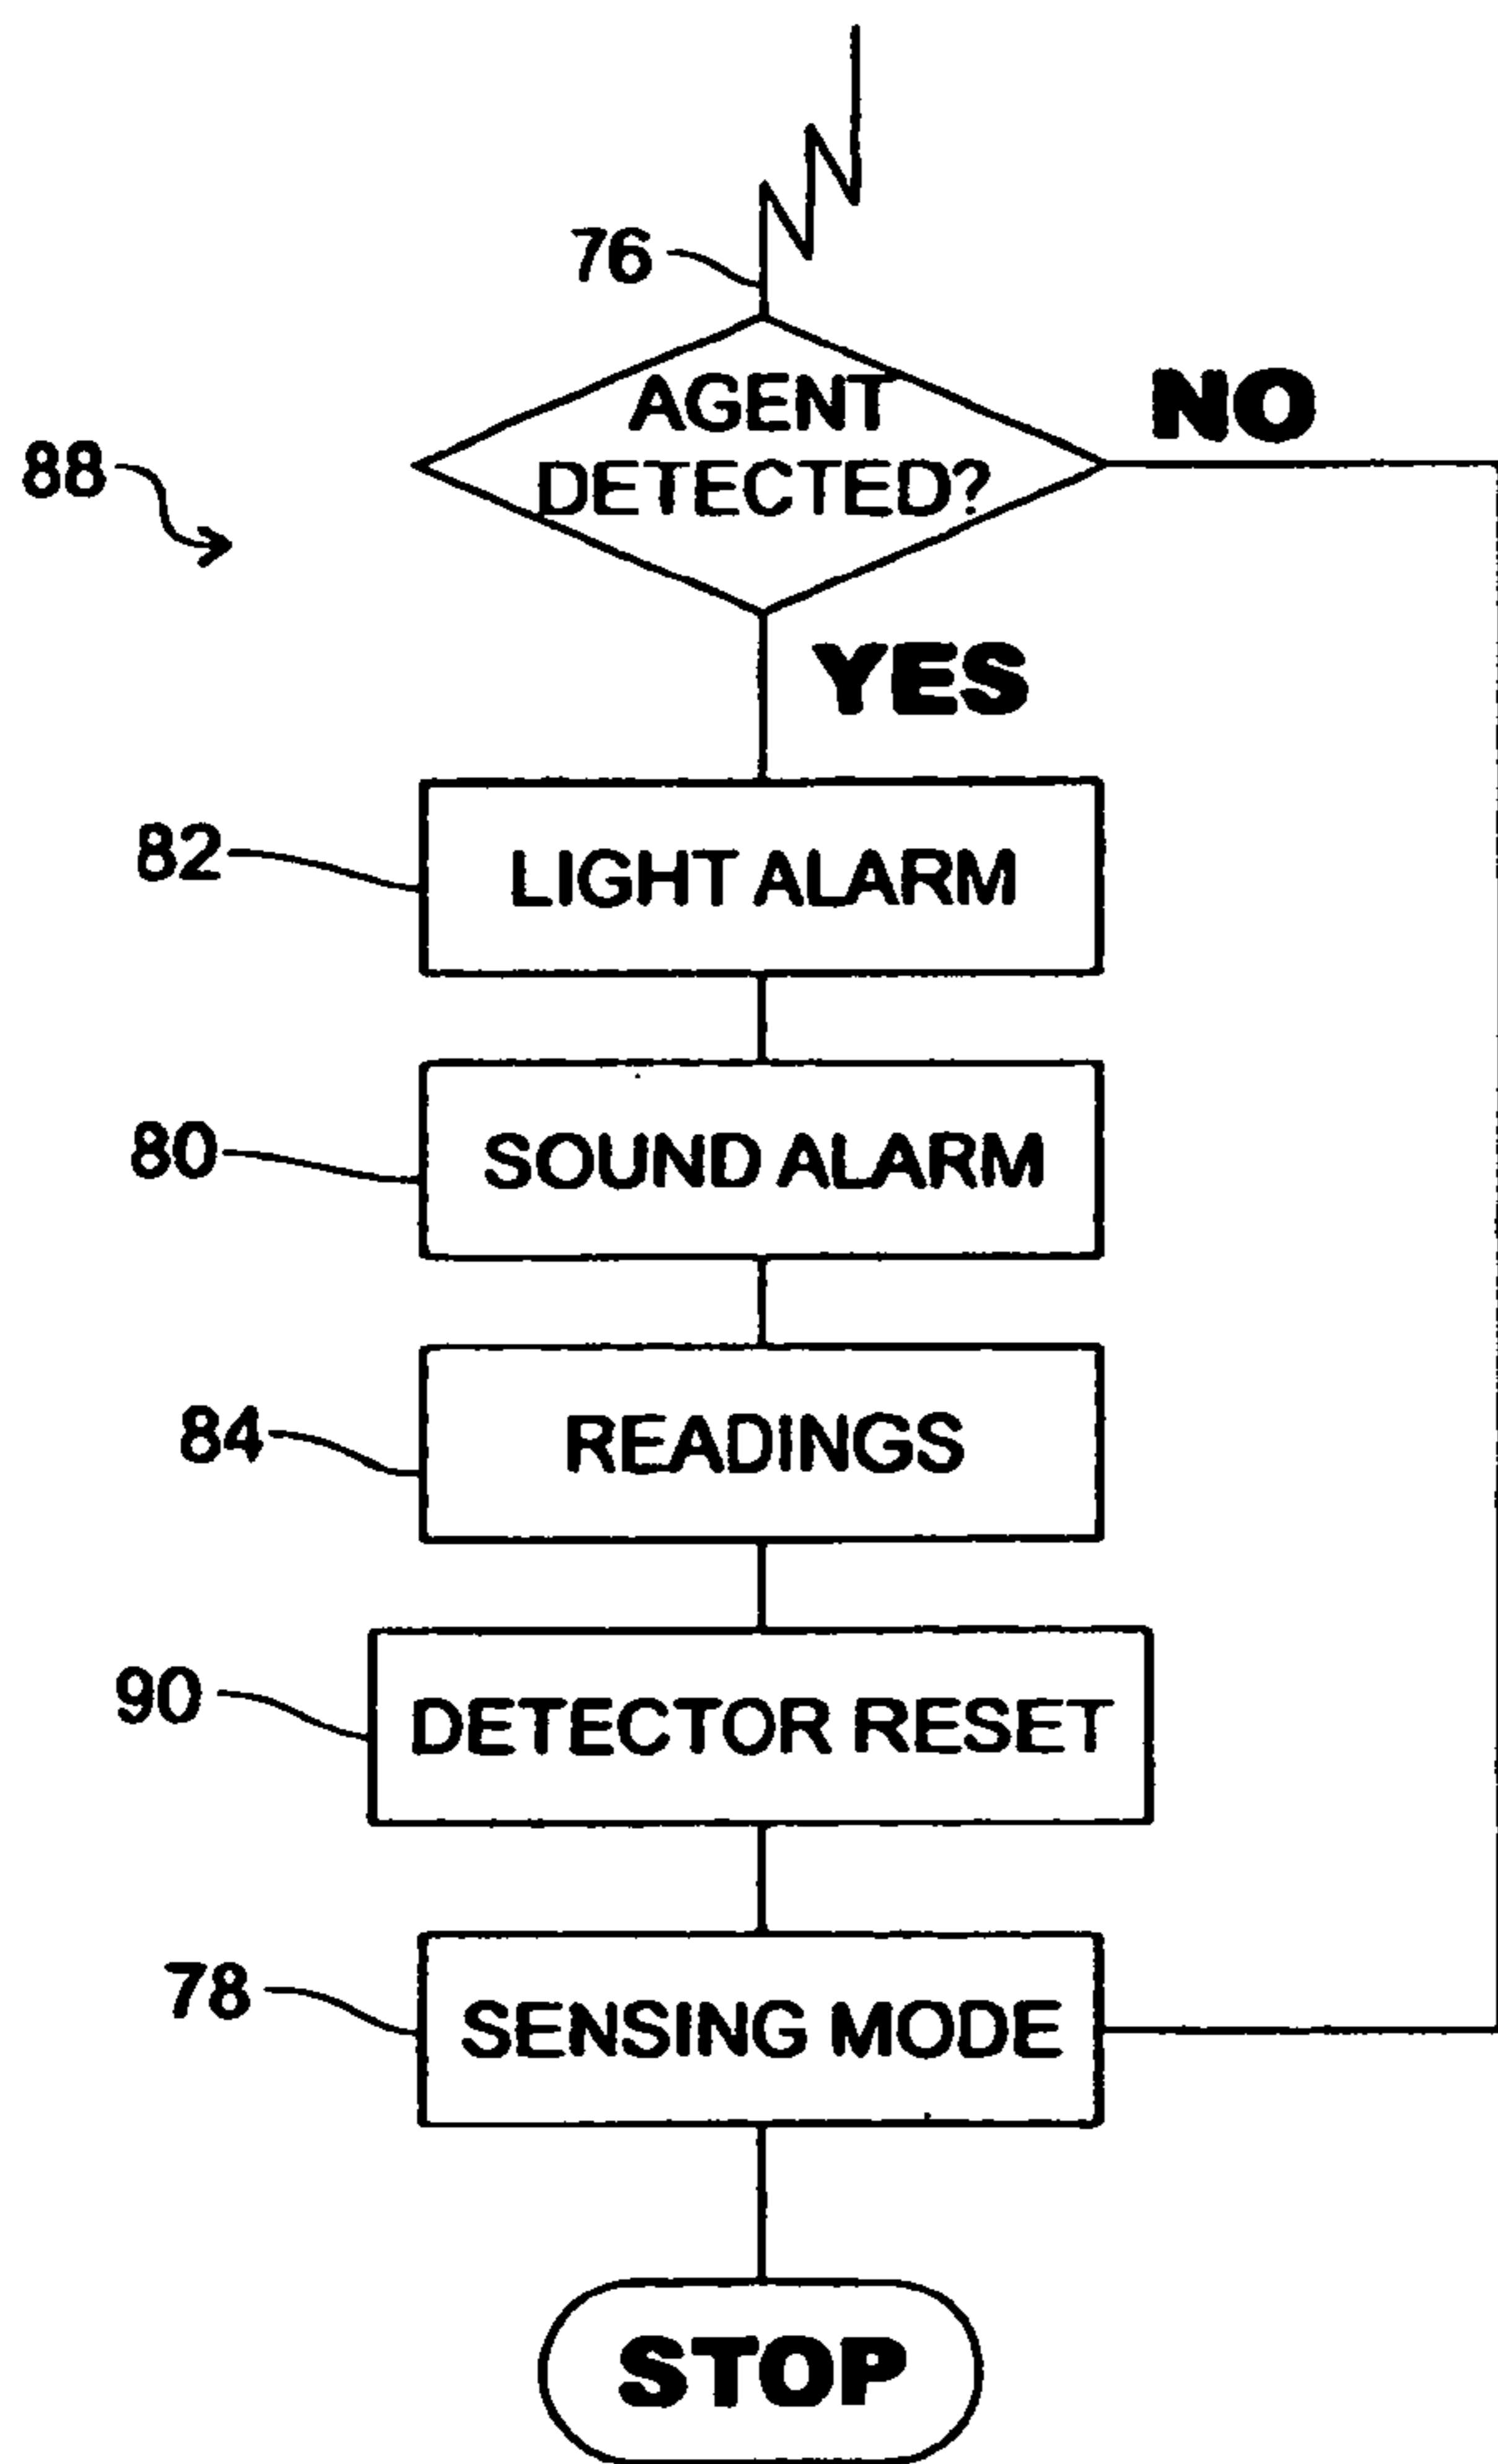 76
AGENT
DETECTED?
NO
88
YES
82
LIGHT ALARM
80
SOUND ALARM
84
READINGS
90
DETECTOR RESET
78
SENSING MODE
STOP